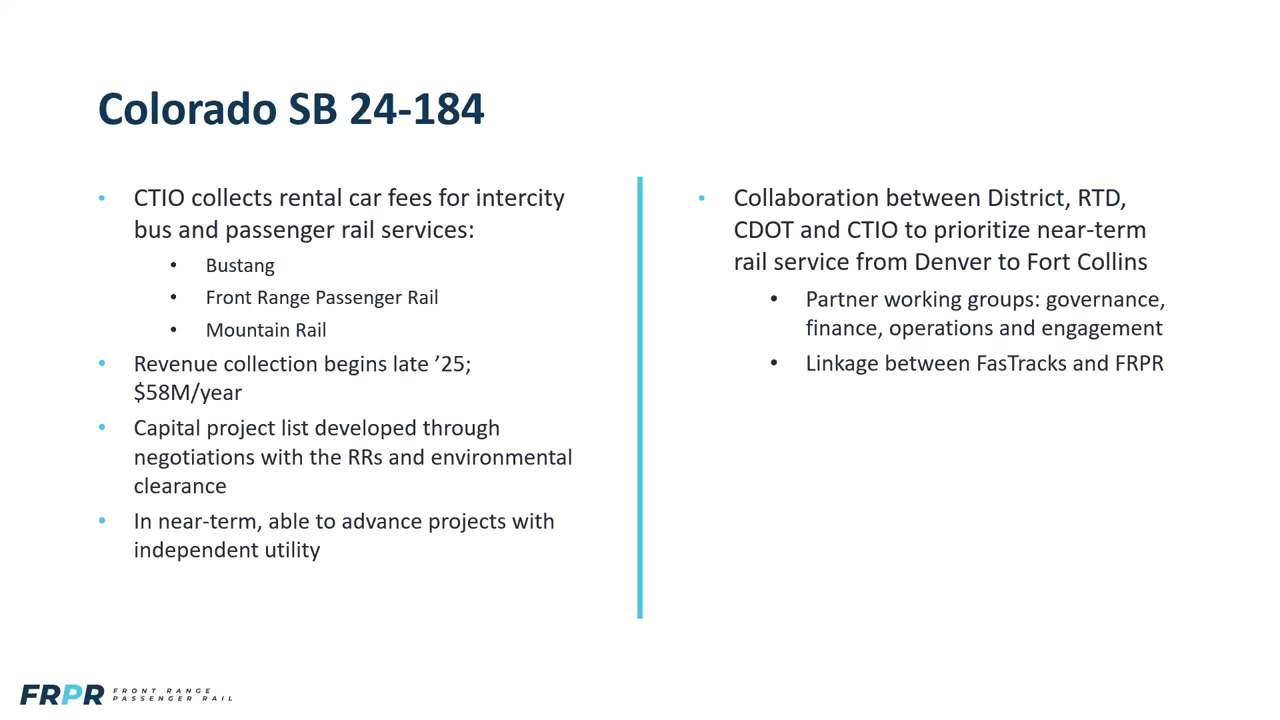 Colorado SB 24-184
• CTIO collects rental car fees for intercity
bus and passenger rail services:
• Bustang
• Front Range Passenger Rail
• Mountain Rail
• Revenue collection begins late ’25;
$58M/year
• Capital project list developed through
negotiations with the RRs and environmental
clearance
• In near-term, able to advance projects with
independent utility
• Collaboration between District, RTD,
CDOT and CTIO to prioritize near-term
rail service from Denver to Fort Collins
• Partner working groups: governance,
finance, operations and engagement
• Linkage between FasTracks and FRPR
FRPR
FRONT RANGE
PASSENGER RAIL